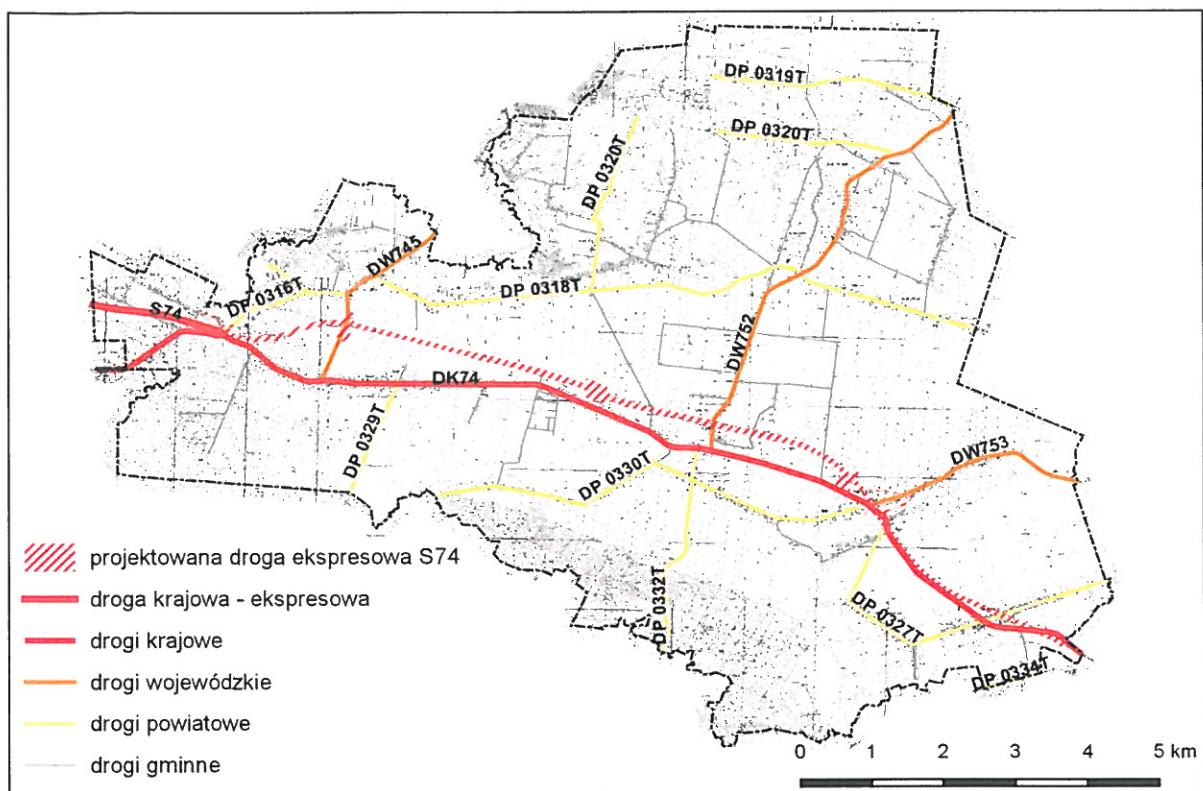 DP 0319T
DP 0320T
DP 0320T
DW745
DP 0316T
DP 0318T
S74
DW752
DK74
DP 0329T
DW753
DP 0330T
DP 0332T
DP 0327T
DP 0334T
projektowana droga ekspresowa S74
droga krajowa - ekspresowa
drogi krajowe
drogi wojewódzkie
drogi powiatowe
drogi gminne
0 1 2 3 4 5 km